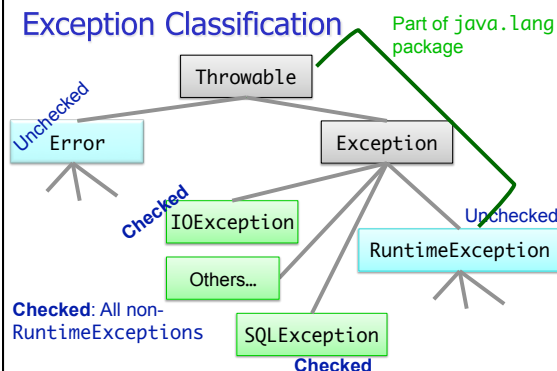 Exception Classification
Part of java.lang
package
Throwable
Unchecked
Error
Exception
Checked
IOException
Unchecked
RuntimeException
Others...
Checked: All non-
RuntimeExceptions
SQLException
Checked